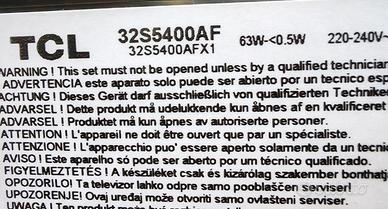 TCL 32S5400AF 63W-<0.5W 220-240V~
32S5400AFX1
WARNING ! This set must not be opened unless by a qualified technician
ADVERTENCIA este aparato solo puede ser abierto por un tecnico esp
ACHTUNG ! Dieses Gerät darf ausschliesslich von qualifizierten Technike
ADVARSEL! Dette produkt må udelukkende kun åbnes af en kvalificeret
ADVARSEL ! Produktet må kun åpnes av autoriserte personer.
ATTENTION ! L'appareil ne doit être ouvert que par un spécialiste.
ATTENZIONE ! L'apparecchio puo' essere aperto solamente da un tecnic
AVISO ! Este aparelho só pode ser aberto por um técnico qualificado.
FIGYELMEZTETÉS ! A készüléket csak és kizárólag szakember bonthatja
OPOZORILO! Ta televizor lahko odpre samo pooblaščen serviser.
OPOZORENJE! Ovaj uređaj može otvoriti samo ovlašteni serviser.